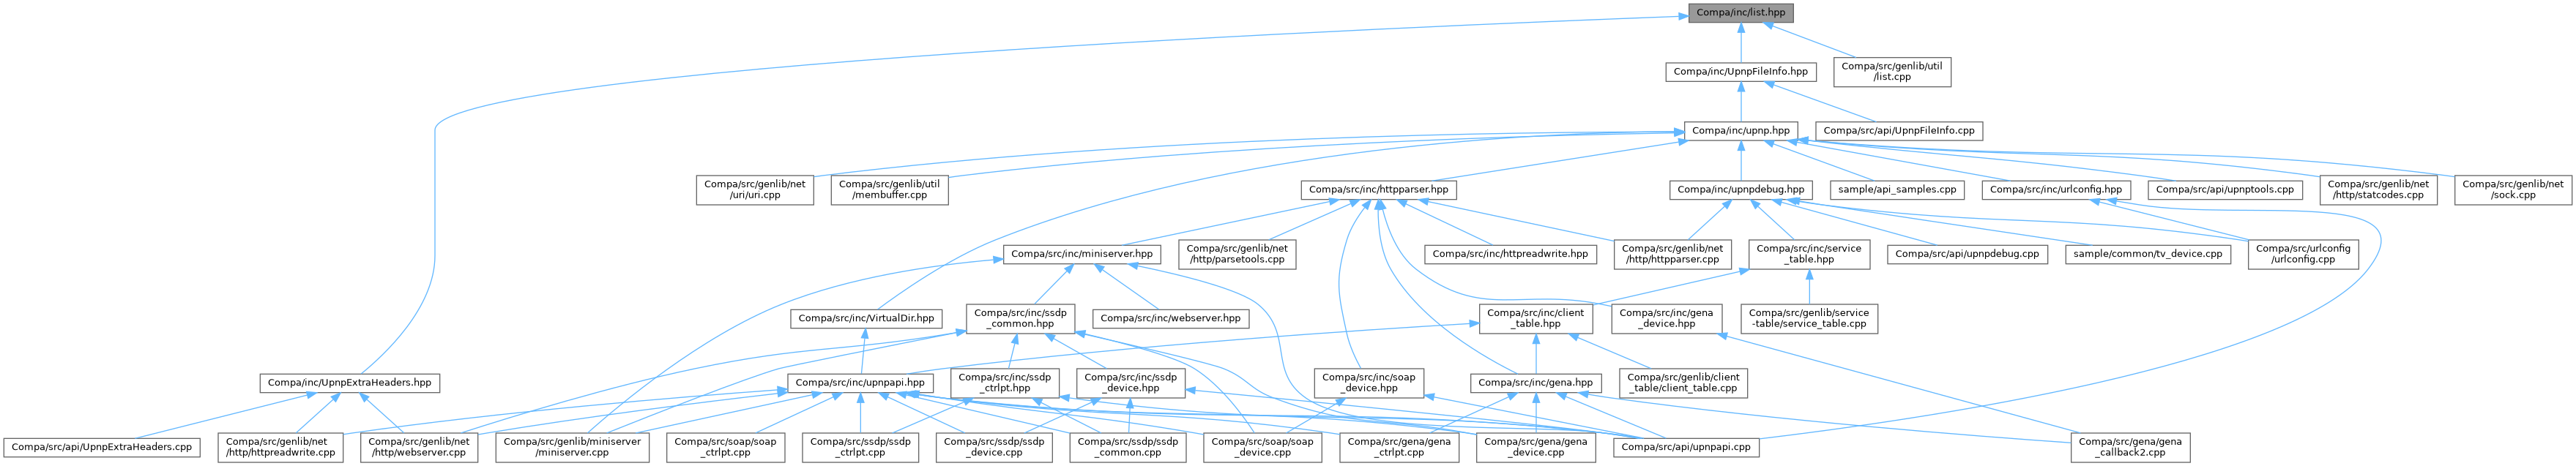 Compa/inc/list.hpp
Compa/inc/UpnpFileInfo.hpp
Compa/src/genlib/util
/list.cpp
Compa/inc/upnp.hpp
Compa/src/api/UpnpFileInfo.cpp
Compa/src/genlib/net
/uri/uri.cpp
Compa/src/genlib/util
/membuffer.cpp
Compa/src/inc/httpparser.hpp
Compa/inc/upnpdebug.hpp
sample/api_samples.cpp
Compa/src/inc/urlconfig.hpp
Compa/src/api/upnptools.cpp
Compa/src/genlib/net
/http/statcodes.cpp
Compa/src/genlib/net
/sock.cpp
Compa/src/inc/miniserver.hpp
Compa/src/genlib/net
/http/parsetools.cpp
Compa/src/inc/httpreadwrite.hpp
Compa/src/genlib/net
/http/httpparser.cpp
Compa/src/inc/service
_table.hpp
Compa/src/api/upnpdebug.cpp
sample/common/tv_device.cpp
Compa/src/urlconfig
/urlconfig.cpp
Compa/src/inc/VirtualDir.hpp
Compa/src/inc/ssdp
_common.hpp
Compa/src/inc/webserver.hpp
Compa/src/inc/client
_table.hpp
Compa/src/inc/gena
_device.hpp
Compa/src/genlib/service
-table/service_table.cpp
Compa/inc/UpnpExtraHeaders.hpp
Compa/src/inc/upnpapi.hpp
Compa/src/inc/ssdp
_ctrlpt.hpp
Compa/src/inc/ssdp
_device.hpp
Compa/src/inc/soap
_device.hpp
Compa/src/inc/gena.hpp
Compa/src/genlib/client
_table/client_table.cpp
Compa/src/api/UpnpExtraHeaders.cpp
Compa/src/genlib/net
/http/httpreadwrite.cpp
Compa/src/genlib/net
/http/webserver.cpp
Compa/src/genlib/miniserver
/miniserver.cpp
Compa/src/soap/soap
_ctrlpt.cpp
Compa/src/ssdp/ssdp
_ctrlpt.cpp
Compa/src/ssdp/ssdp
_device.cpp
Compa/src/ssdp/ssdp
_common.cpp
Compa/src/soap/soap
_device.cpp
Compa/src/gena/gena
_ctrlpt.cpp
Compa/src/gena/gena
_device.cpp
Compa/src/api/upnpapi.cpp
Compa/src/gena/gena
_callback2.cpp